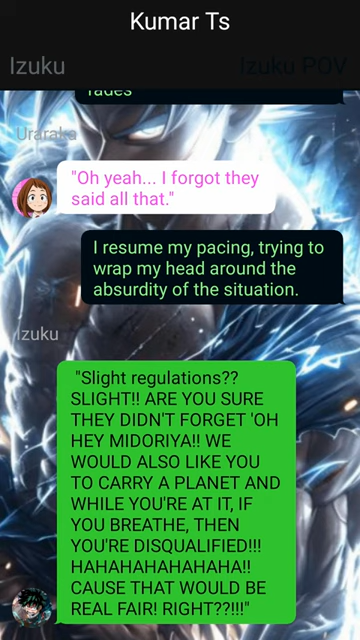 Kumar Ts
Izuku
Izuku POV
fades
Uraraka
"Oh yeah... I forgot they
said all that."
I resume my pacing, trying to
wrap my head around the
absurdity of the situation.
Izuku
"Slight regulations??
SLIGHT!! ARE YOU SURE
THEY DIDN'T FORGET 'OH
HEY MIDORIYA!! WE
WOULD ALSO LIKE YOU
TO CARRY A PLANET AND
WHILE YOU'RE AT IT, IF
YOU BREATHE, THEN
YOU'RE DISQUALIFIED!!!
HAHAHAHAHAHAHA!!
CAUSE THAT WOULD BE
REAL FAIR! RIGHT??!!!"